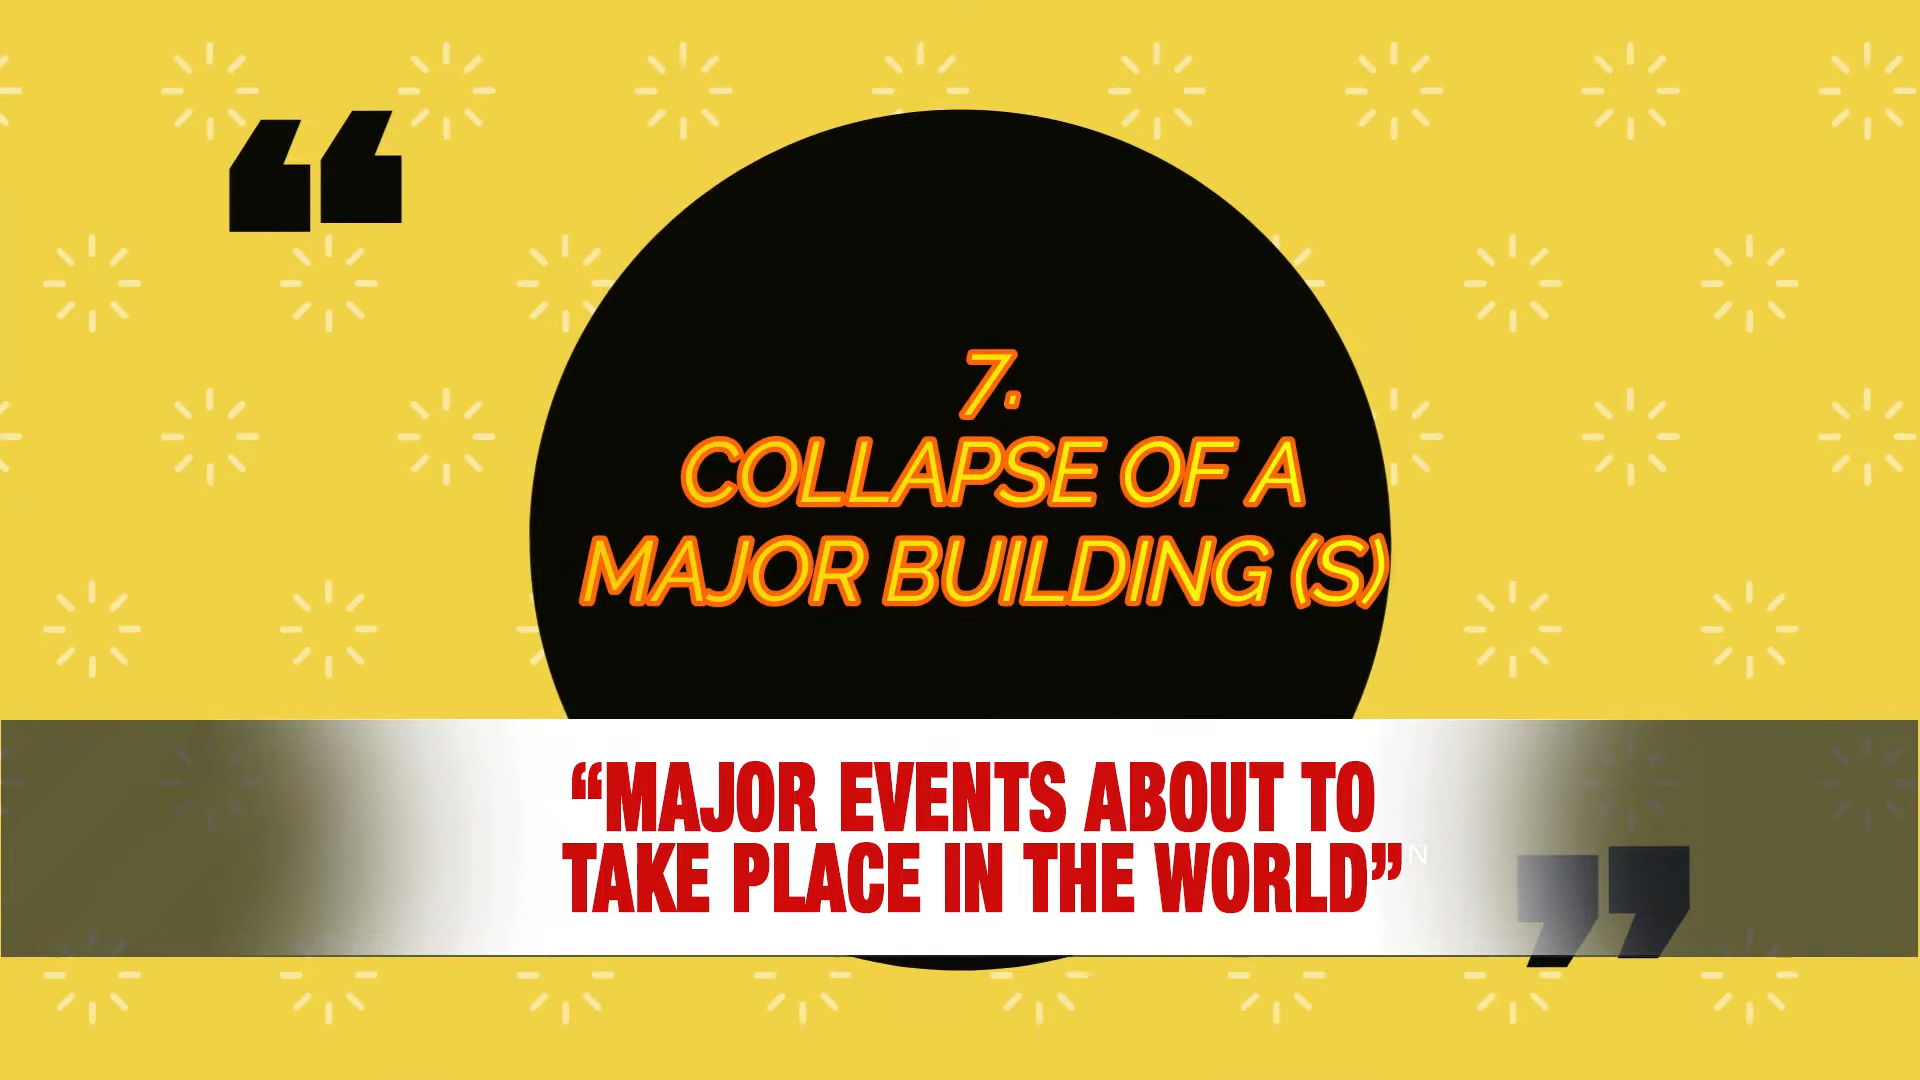 7.
COLLAPSE OF A
MAJOR BUILDING (S)
“MAJOR EVENTS ABOUT TO
TAKE PLACE IN THE WORLD”